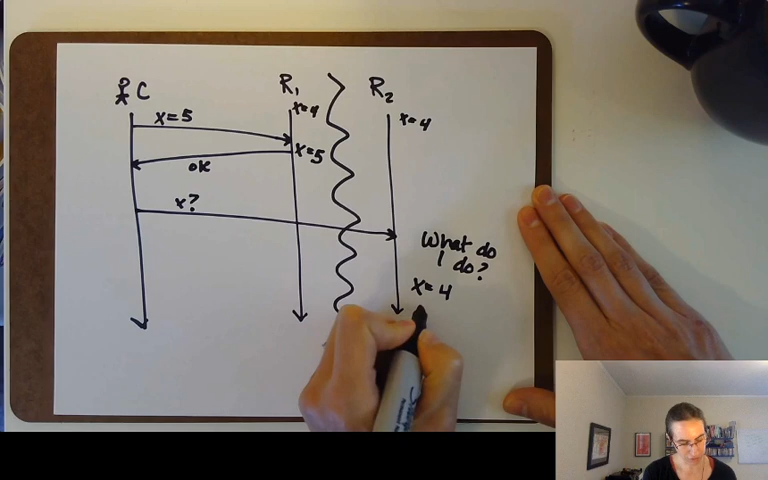 C
R1
R2
x=4
x=4
x=5
x=5
OK
x?
What do
I do?
x=4